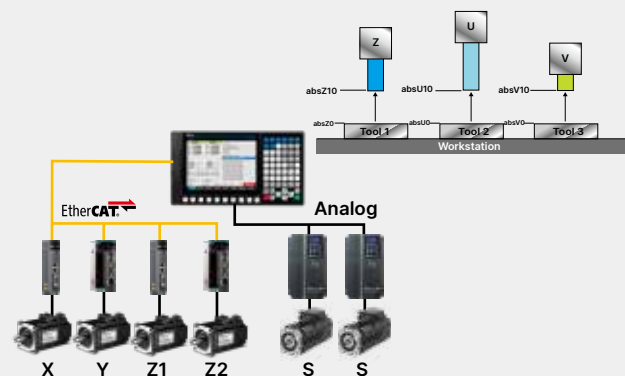 Z
U
V
absZ10
absU10
absV10
absZ0
absU0
absV0
Tool 1
Tool 2
Tool 3
Workstation
EtherCAT®
Analog
X
Y
Z1
Z2
S
S